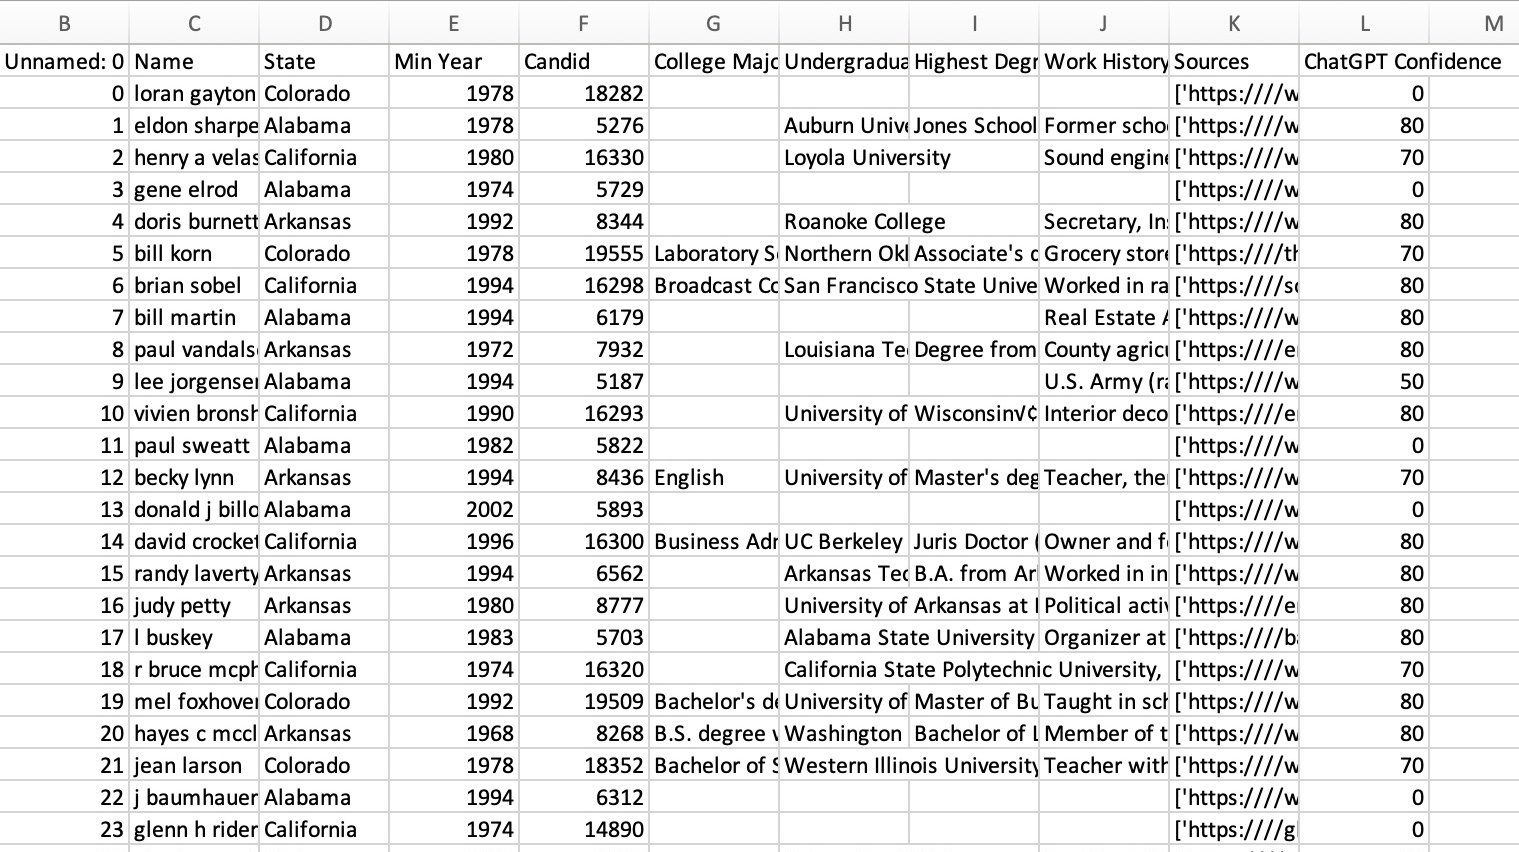 B C D E F G H I J K L M
Unnamed: 0 Name State Min Year Candid College Majo Undergradua Highest Degr Work History Sources ChatGPT Confidence
0 loran gayton Colorado 1978 18282 ['https:////w 0
1 eldon sharpe Alabama 1978 5276 Auburn Unive Jones School Former scho ['https:////w 80
2 henry a velas California 1980 16330 Loyola University Sound engine ['https:////w 70
3 gene elrod Alabama 1974 5729 ['https:////w 0
4 doris burnett Arkansas 1992 8344 Roanoke College Secretary, Ins ['https:////w 80
5 bill korn Colorado 1978 19555 Laboratory S Northern Okl Associate's d Grocery store ['https:////th 70
6 brian sobel California 1994 16298 Broadcast Co San Francisco State Unive Worked in ra ['https:////so 80
7 bill martin Alabama 1994 6179 Real Estate A ['https:////w 80
8 paul vandals Arkansas 1972 7932 Louisiana Te Degree from County agricu ['https:////e 80
9 lee jorgensen Alabama 1994 5187 U.S. Army (ra ['https:////w 50
10 vivien bronsh California 1990 16293 University of Wisconsin√¢ Interior deco ['https:////e 80
11 paul sweatt Alabama 1982 5822 ['https:////w 0
12 becky lynn Arkansas 1994 8436 English University of Master's deg Teacher, the ['https:////w 70
13 donald j billo Alabama 2002 5893 ['https:////w 0
14 david crocket California 1996 16300 Business Adr UC Berkeley Juris Doctor ( Owner and f ['https:////w 80
15 randy laverty Arkansas 1994 6562 Arkansas Tec B.A. from Ar Worked in in ['https:////w 80
16 judy petty Arkansas 1980 8777 University of Arkansas at Political activ ['https:////e 80
17 l buskey Alabama 1983 5703 Alabama State University Organizer at ['https:////b 80
18 r bruce mcph California 1974 16320 California State Polytechnic University, ['https:////w 70
19 mel foxhover Colorado 1992 19509 Bachelor's de University of Master of Bu Taught in sch ['https:////w 80
20 hayes c mccl Arkansas 1968 8268 B.S. degree Washington Bachelor of L Member of t ['https:////w 80
21 jean larson Colorado 1978 18352 Bachelor of S Western Illinois University Teacher with ['https:////w 70
22 j baumhauer Alabama 1994 6312 ['https:////w 0
23 glenn h rider California 1974 14890 ['https:////g 0